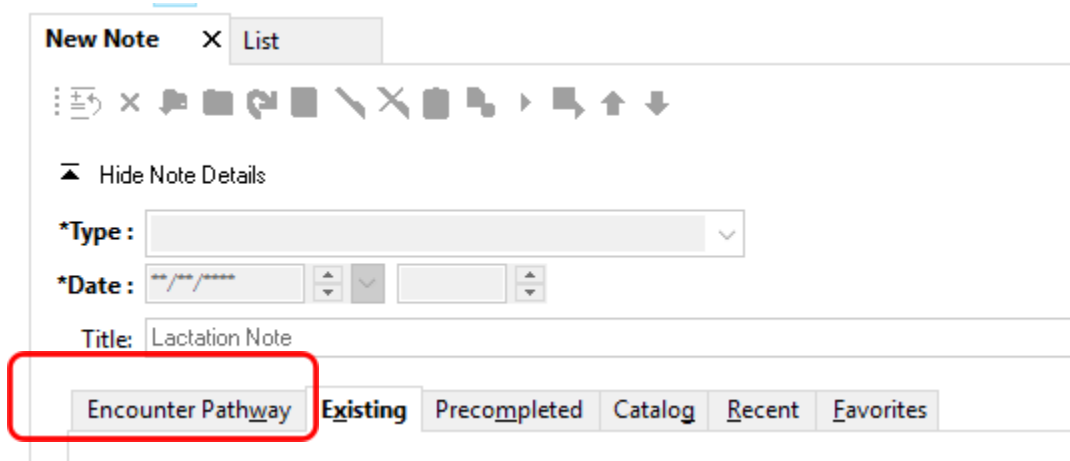 New Note X List
Hide Note Details
*Type :
*Date : **/**/****
Title: Lactation Note
Encounter Pathway Existing Precompleted Catalog Recent Favorites